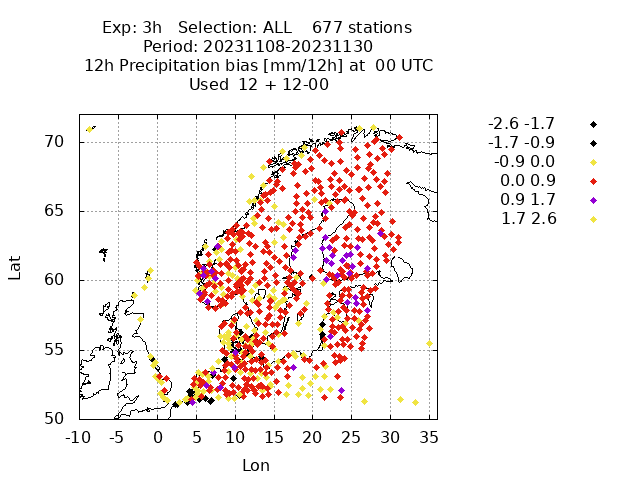 Exp: 3h   Selection: ALL    677 stations
Period: 20231108-20231130
12h Precipitation bias [mm/12h] at  00 UTC
Used  12 + 12-00
-2.6 -1.7
-1.7 -0.9
-0.9 0.0
0.0 0.9
0.9 1.7
1.7 2.6
Lat
70
65
60
55
50
-10 -5 0 5 10 15 20 25 30 35
Lon